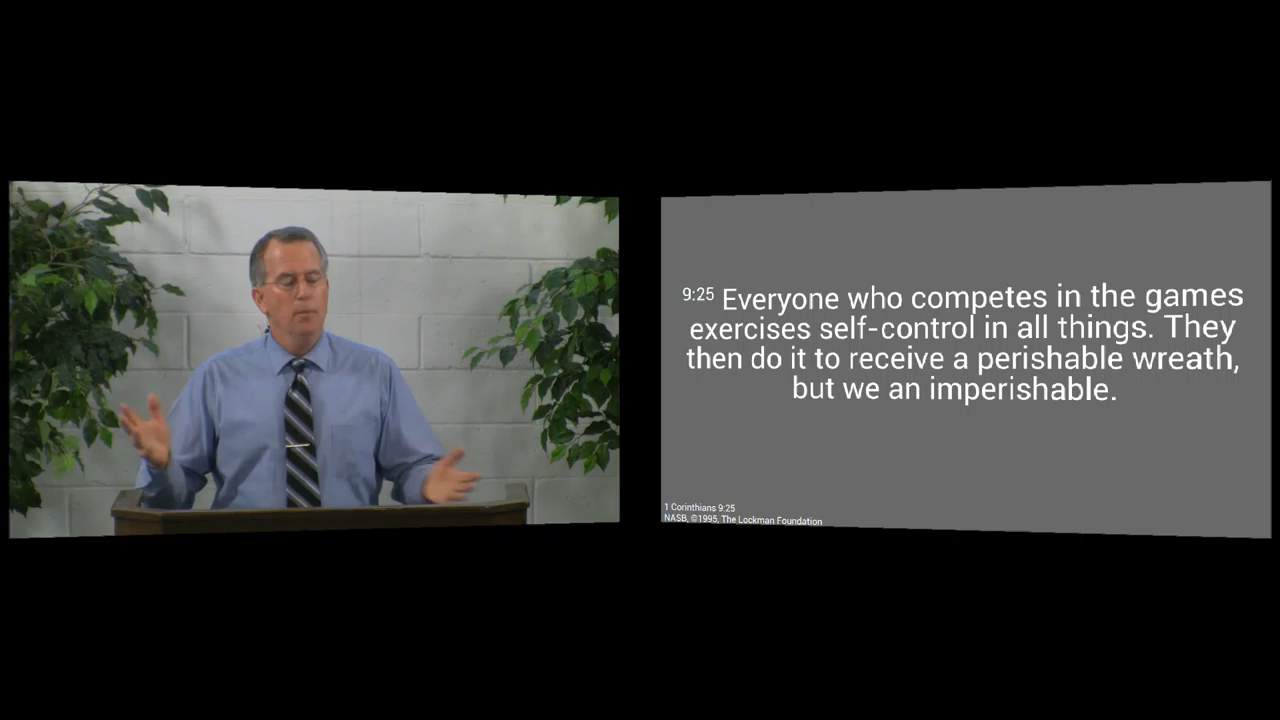 9:25 Everyone who competes in the games
exercises self-control in all things. They
then do it to receive a perishable wreath,
but we an imperishable.
1 Corinthians 9:25
NASB, ©1995, The Lockman Foundation